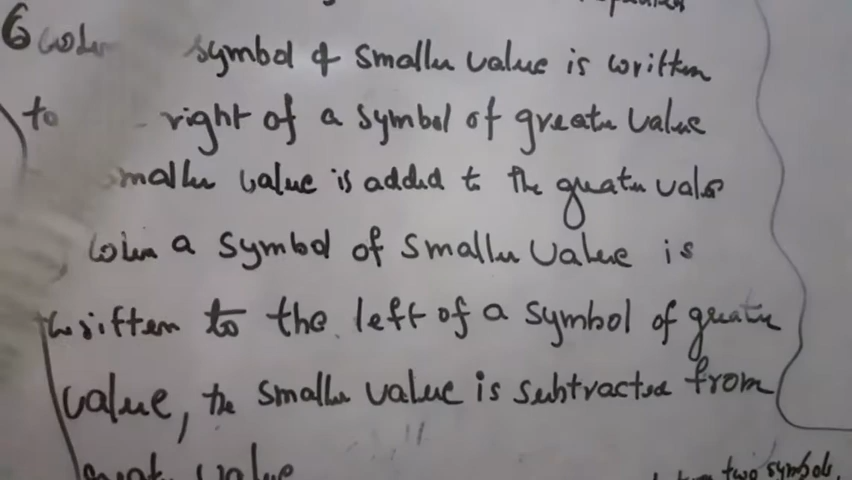 6 when symbol of smaller value is written
to right of a symbol of greater value
smaller value is added to the greater value
when a symbol of smaller value is
written to the left of a symbol of greater
value, the smaller value is subtracted from
value
two symbols,